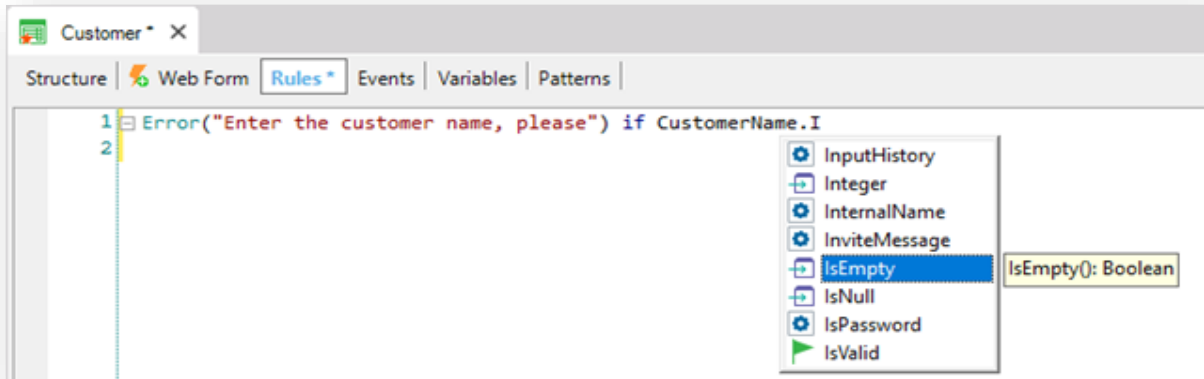 Customer * X
Structure Web Form Rules * Events Variables Patterns
1 Error("Enter the customer name, please") if CustomerName.I
2
InputHistory
Integer
InternalName
InviteMessage
IsEmpty IsEmpty(): Boolean
IsNull
IsPassword
IsValid